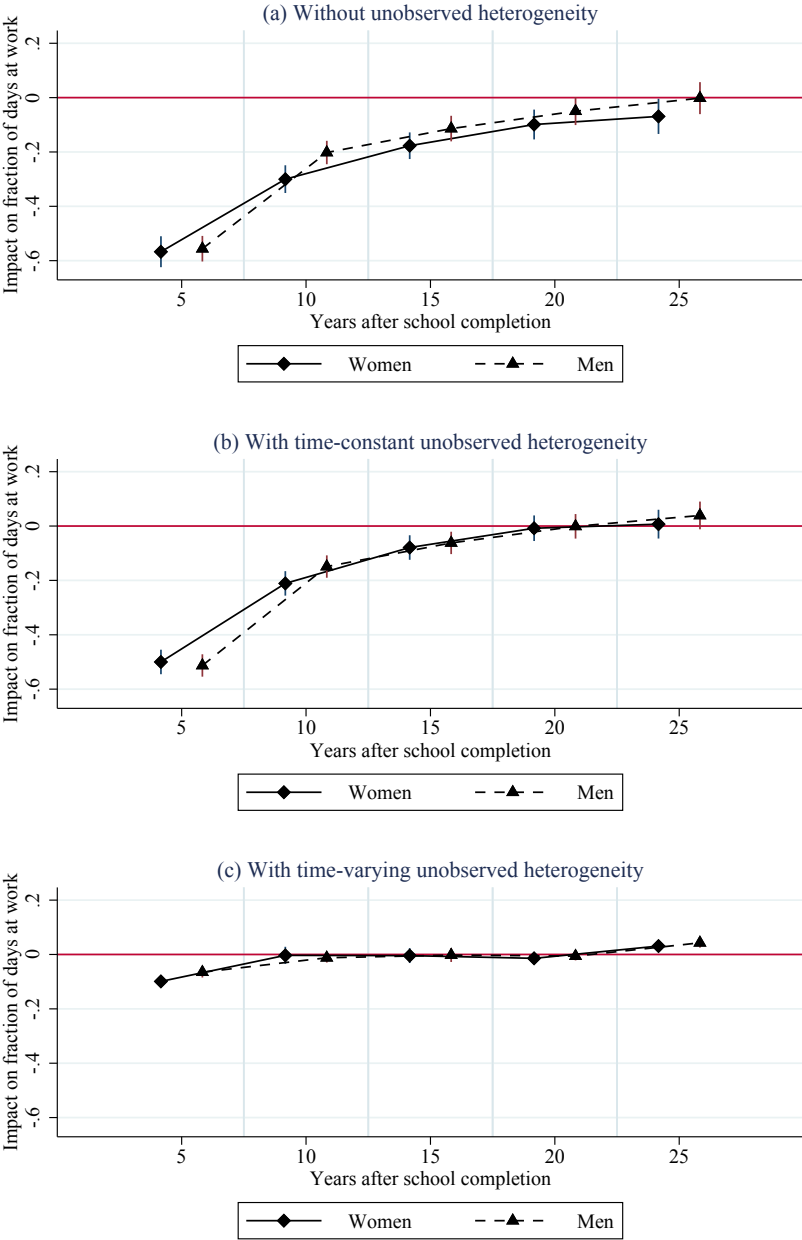 (a) Without unobserved heterogeneity
Impact on fraction of days at work
.2
0
-.2
-.4
-.6
5 10 15 20 25
Years after school completion
Women Men
(b) With time-constant unobserved heterogeneity
Impact on fraction of days at work
.2
0
-.2
-.4
-.6
5 10 15 20 25
Years after school completion
Women Men
(c) With time-varying unobserved heterogeneity
Impact on fraction of days at work
.2
0
-.2
-.4
-.6
5 10 15 20 25
Years after school completion
Women Men